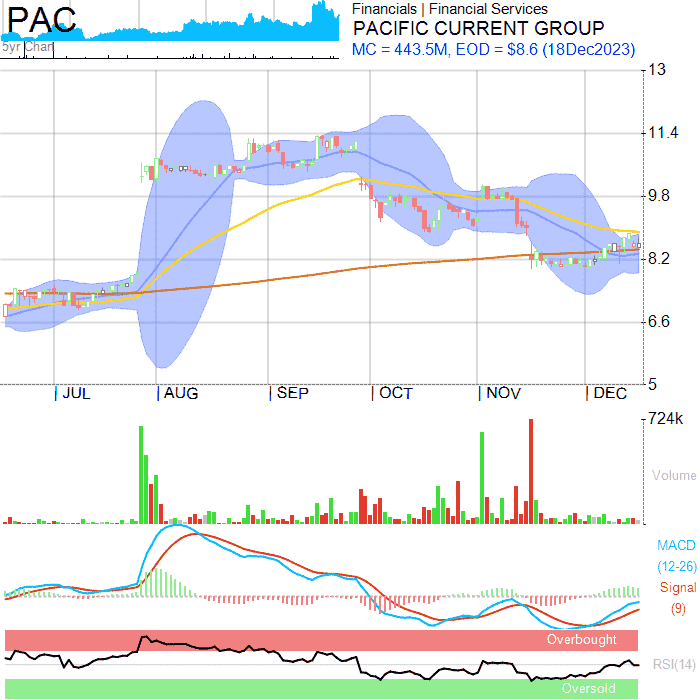 PAC
5yr Chart
Financials | Financial Services
PACIFIC CURRENT GROUP
MC = 443.5M, EOD = $8.6 (18Dec2023)
13
11.4
9.8
8.2
6.6
5
| JUL
| AUG
| SEP
| OCT
| NOV
| DEC
724k
Volume
MACD
(12-26)
Signal
(9)
Overbought
RSI(14)
Oversold